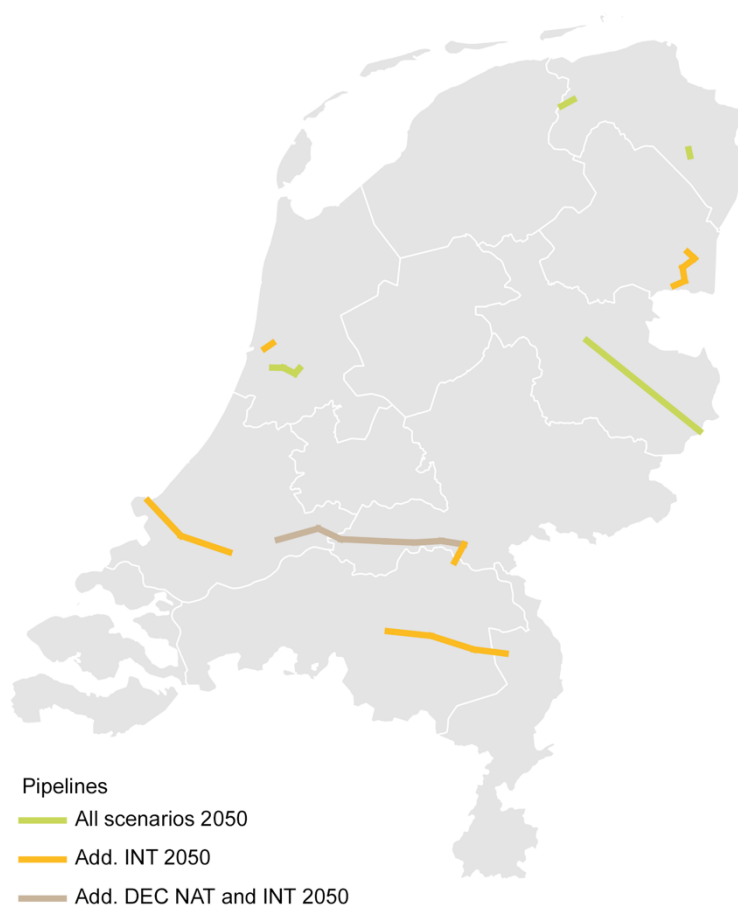 Pipelines
All scenarios 2050
Add. INT 2050
Add. DEC NAT and INT 2050